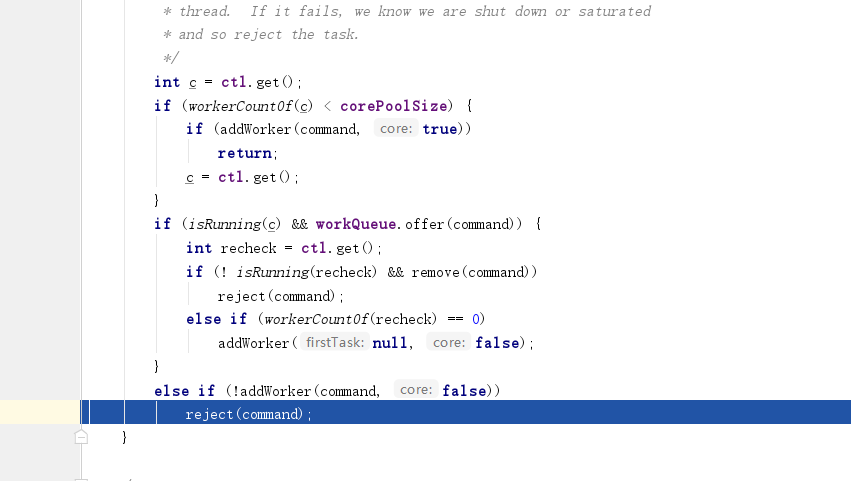 * thread.  If it fails, we know we are shut down or saturated
* and so reject the task.
*/
int c = ctl.get();
if (workerCountOf(c) < corePoolSize) {
if (addWorker(command, core: true))
return;
c = ctl.get();
}
if (isRunning(c) && workQueue.offer(command)) {
int recheck = ctl.get();
if (! isRunning(recheck) && remove(command))
reject(command);
else if (workerCountOf(recheck) == 0)
addWorker( firstTask: null, core: false);
}
else if (!addWorker(command, core: false))
reject(command);
}